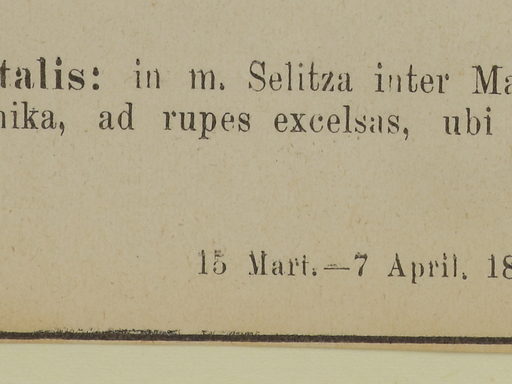 talis: in m. Selitza inter Ma
nika, ad rupes excelsas, ubi
15 Mart.—7 April. 18